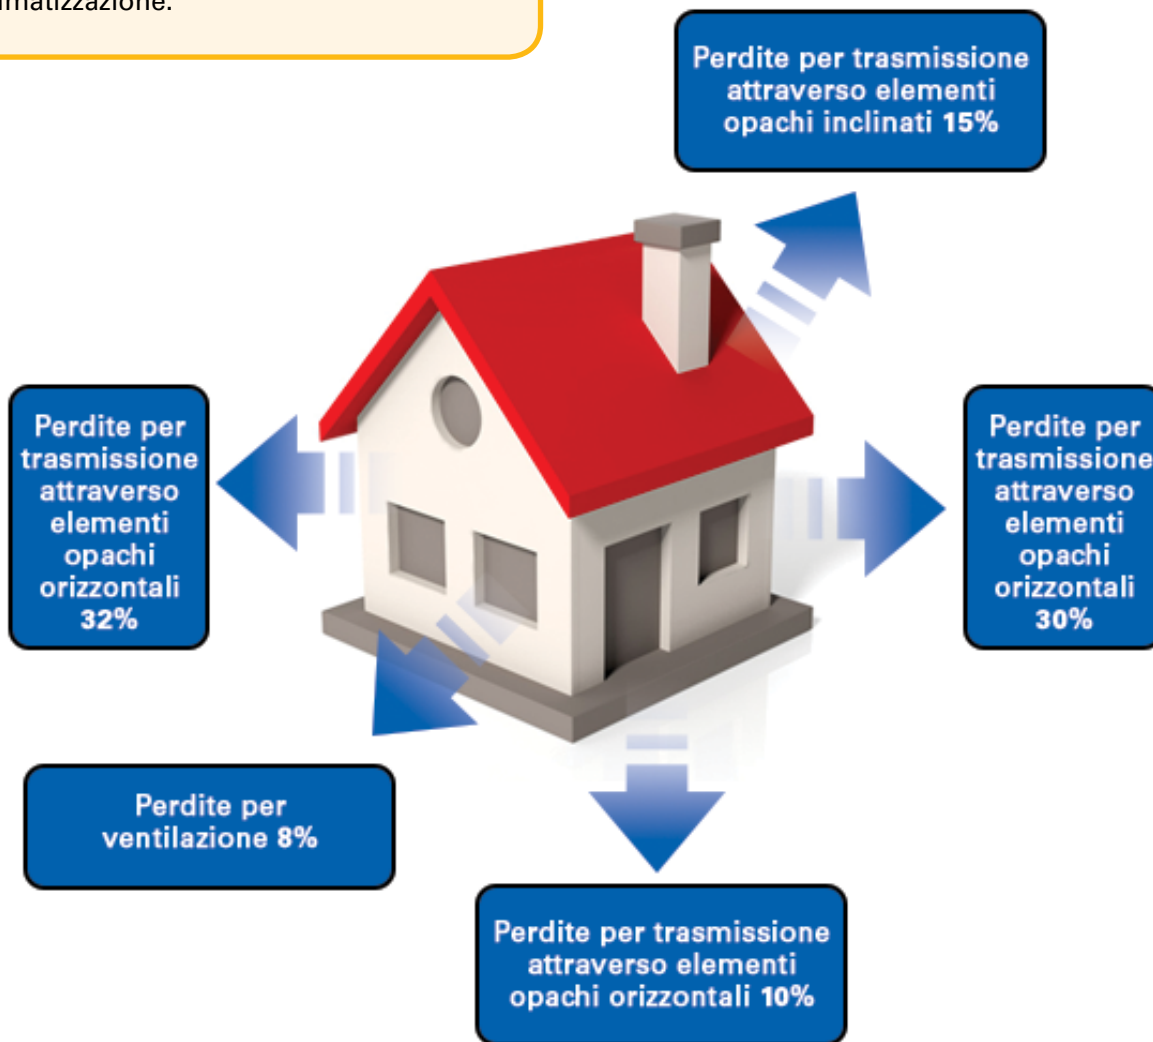 Perdite per trasmissione
attraverso elementi
opachi inclinati 15%
Perdite per
trasmissione
attraverso
elementi
opachi
orizzontali
32%
Perdite per
trasmissione
attraverso
elementi
opachi
orizzontali
30%
Perdite per
ventilazione 8%
Perdite per trasmissione
attraverso elementi
opachi orizzontali 10%